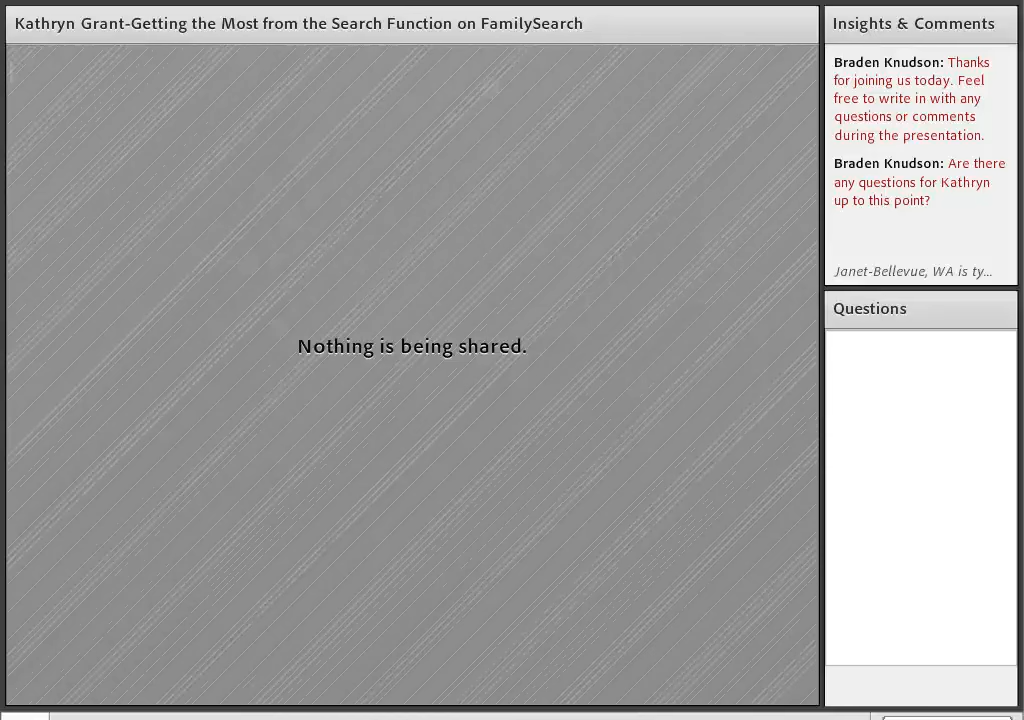 Kathryn Grant-Getting the Most from the Search Function on FamilySearch
Nothing is being shared.
Insights & Comments
Braden Knudson: Thanks
for joining us today. Feel
free to write in with any
questions or comments
during the presentation.
Braden Knudson: Are there
any questions for Kathryn
up to this point?
Janet-Bellevue, WA is ty...
Questions